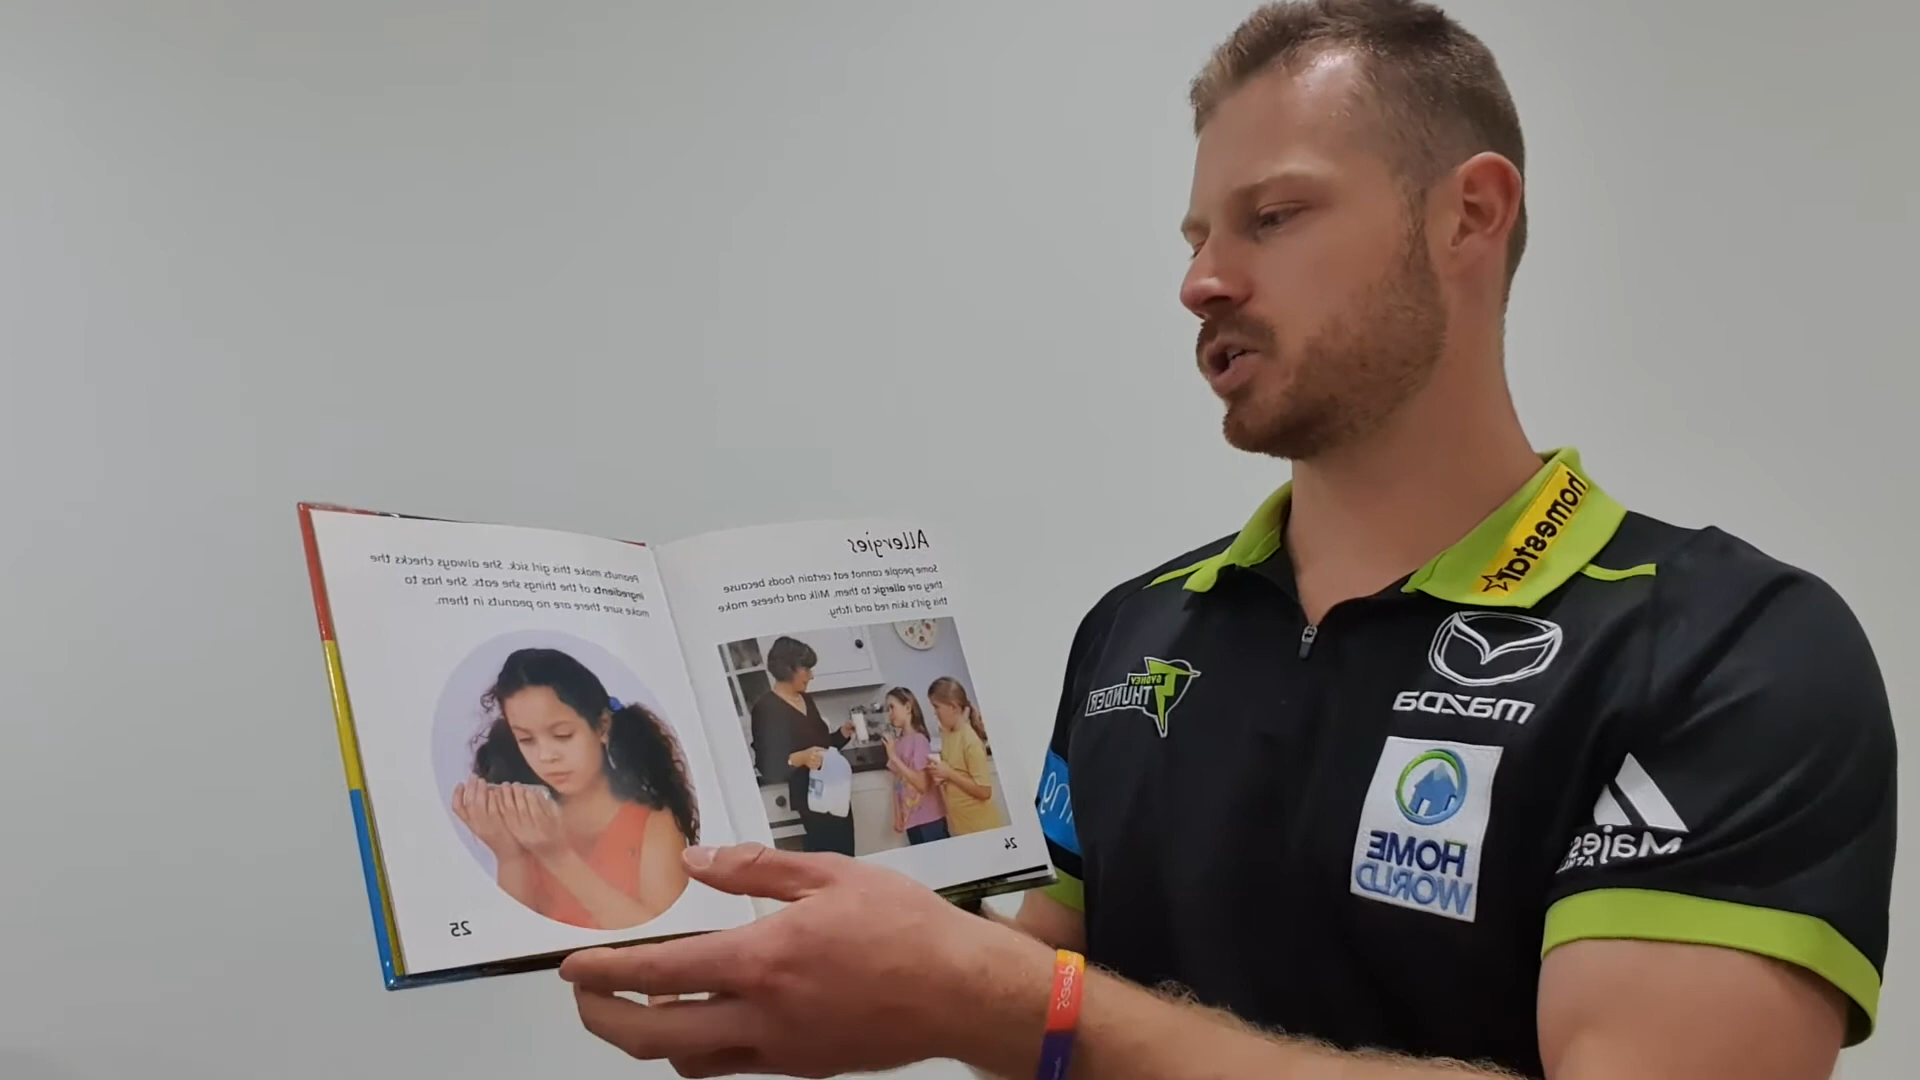 Allergies
Some people cannot eat certain foods because
they are allergic to them. Milk and cheese make
this girl's skin red and itchy.
24
Peanuts make this girl sick. She always checks the
ingredients of the things she eats. She has to
make sure there are no peanuts in them.
25
homestar
SYDNEY
THUNDER
mazda
HOME
WORLD